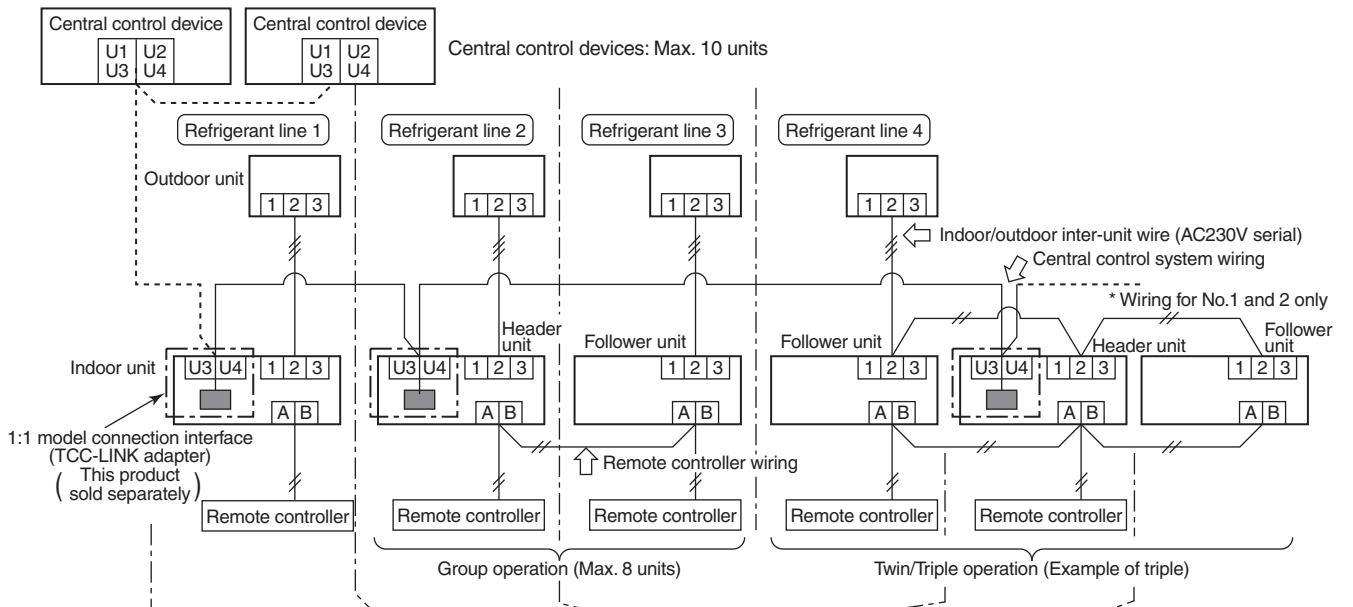 Central control device
U1 U2
U3 U4
Central control device
U1 U2
U3 U4
Central control devices: Max. 10 units
Refrigerant line 1
Refrigerant line 2
Refrigerant line 3
Refrigerant line 4
Outdoor unit
1 2 3
1 2 3
1 2 3
1 2 3
Indoor/outdoor inter-unit wire (AC230V serial)
Central control system wiring
* Wiring for No.1 and 2 only
Indoor unit
U3 U4
1 2 3
A B
Header
unit
U3 U4
1 2 3
A B
Follower unit
1 2 3
A B
Follower unit
1 2 3
A B
Header unit
U3 U4
1 2 3
A B
Follower
unit
1 2 3
A B
1:1 model connection interface
(TCC-LINK adapter)
( This product
sold separately )
Remote controller wiring
Remote controller
Remote controller
Remote controller
Remote controller
Remote controller
Group operation (Max. 8 units)
Twin/Triple operation (Example of triple)